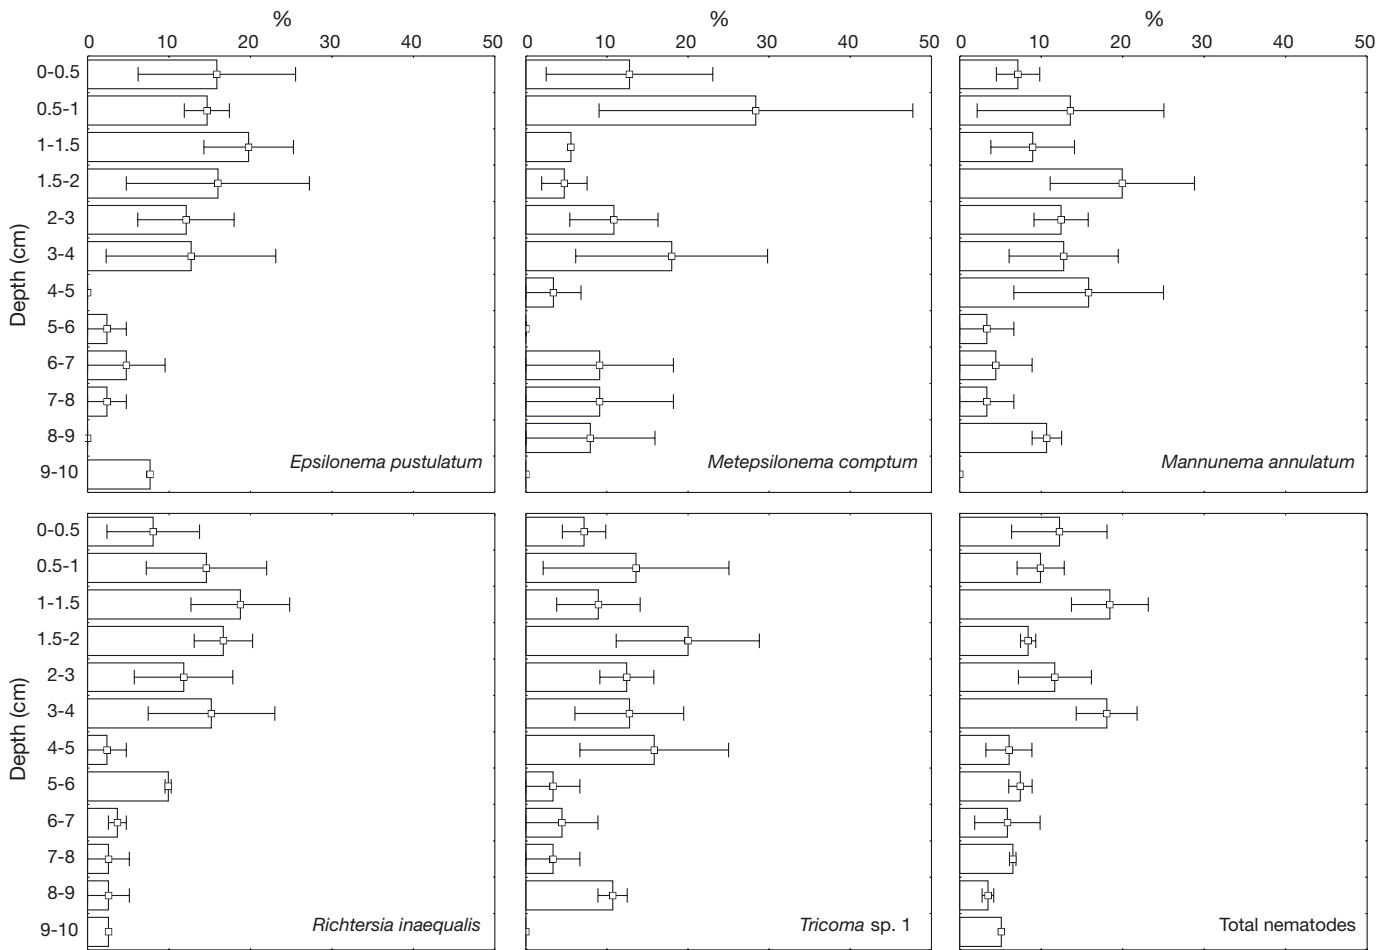 % % %
0 10 20 30 40 50 0 10 20 30 40 50 0 10 20 30 40 50
Depth (cm)
0-0.5
0.5-1
1-1.5
1.5-2
2-3
3-4
4-5
5-6
6-7
7-8
8-9
9-10
Epsilonema pustulatum
Metepsilonema comptum
Mannunema annulatum
Depth (cm)
0-0.5
0.5-1
1-1.5
1.5-2
2-3
3-4
4-5
5-6
6-7
7-8
8-9
9-10
Richtersia inaequalis
Tricoma sp. 1
Total nematodes